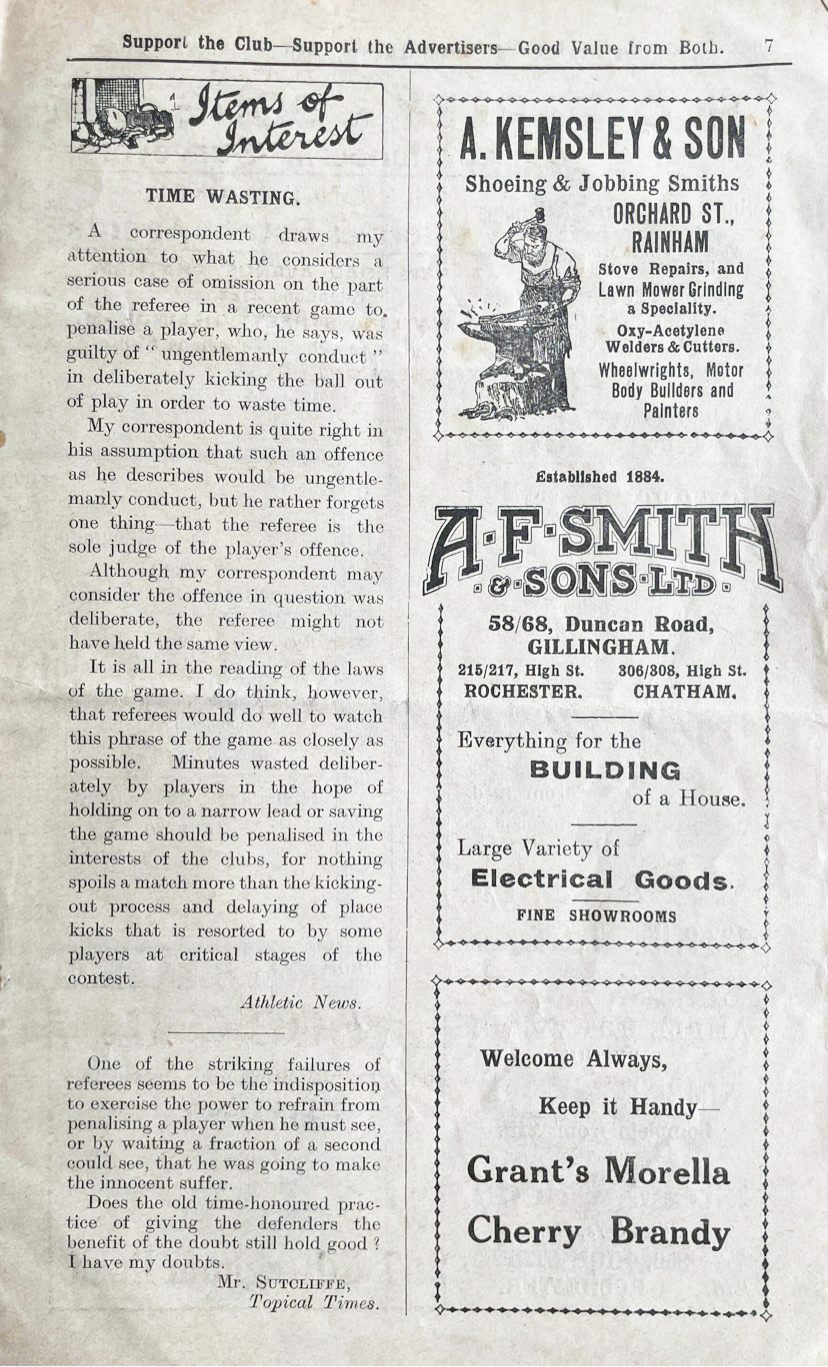 Support the Club—Support the Advertisers—Good Value from Both. 7
Items of
Interest
TIME WASTING.
A correspondent draws my
attention to what he considers a
serious case of omission on the part
of the referee in a recent game to
penalise a player, who, he says, was
guilty of “ ungentlemanly conduct ”
in deliberately kicking the ball out
of play in order to waste time.
My correspondent is quite right in
his assumption that such an offence
as he describes would be ungentle-
manly conduct, but he rather forgets
one thing—that the referee is the
sole judge of the player's offence.
Although my correspondent may
consider the offence in question was
deliberate, the referee might not
have held the same view.
It is all in the reading of the laws
of the game. I do think, however,
that referees would do well to watch
this phrase of the game as closely as
possible. Minutes wasted deliber-
ately by players in the hope of
holding on to a narrow lead or saving
the game should be penalised in the
interests of the clubs, for nothing
spoils a match more than the kicking-
out process and delaying of place
kicks that is resorted to by some
players at critical stages of the
contest.
Athletic News.
One of the striking failures of
referees seems to be the indisposition
to exercise the power to refrain from
penalising a player when he must see,
or by waiting a fraction of a second
could see, that he was going to make
the innocent suffer.
Does the old time-honoured prac-
tice of giving the defenders the
benefit of the doubt still hold good ?
I have my doubts.
Mr. SUTCLIFFE,
Topical Times.
A. KEMSLEY & SON
Shoeing & Jobbing Smiths
ORCHARD ST.,
RAINHAM
Stove Repairs, and
Lawn Mower Grinding
a Speciality.
Oxy-Acetylene
Welders & Cutters.
Wheelwrights, Motor
Body Builders and
Painters
Established 1884.
A·F·SMITH
·&·SONS·LTD·
58/68, Duncan Road,
GILLINGHAM.
215/217, High St. 306/308, High St.
ROCHESTER. CHATHAM.
Everything for the
BUILDING
of a House.
Large Variety of
Electrical Goods.
FINE SHOWROOMS
Welcome Always,
Keep it Handy—
Grant's Morella
Cherry Brandy